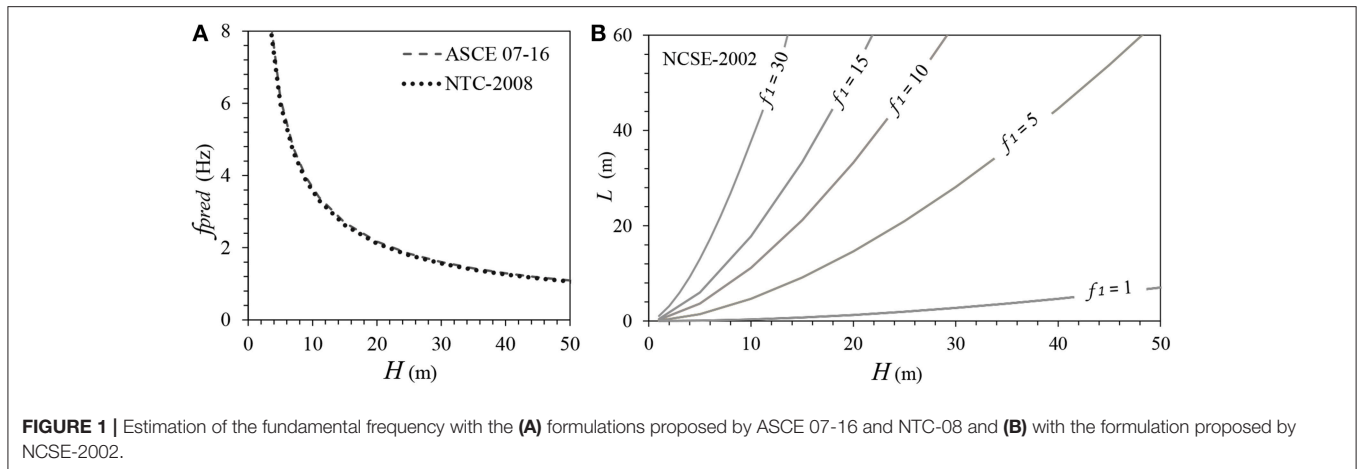 A
8
6
4
2
0
fpred (Hz)
ASCE 07-16
NTC-2008
0 10 20 30 40 50
H (m)
B
60
40
20
0
L (m)
NCSE-2002
f1 = 30
f1 = 15
f1 = 10
f1 = 5
f1 = 1
0 10 20 30 40 50
H (m)
FIGURE 1 | Estimation of the fundamental frequency with the (A) formulations proposed by ASCE 07-16 and NTC-08 and (B) with the formulation proposed by
NCSE-2002.